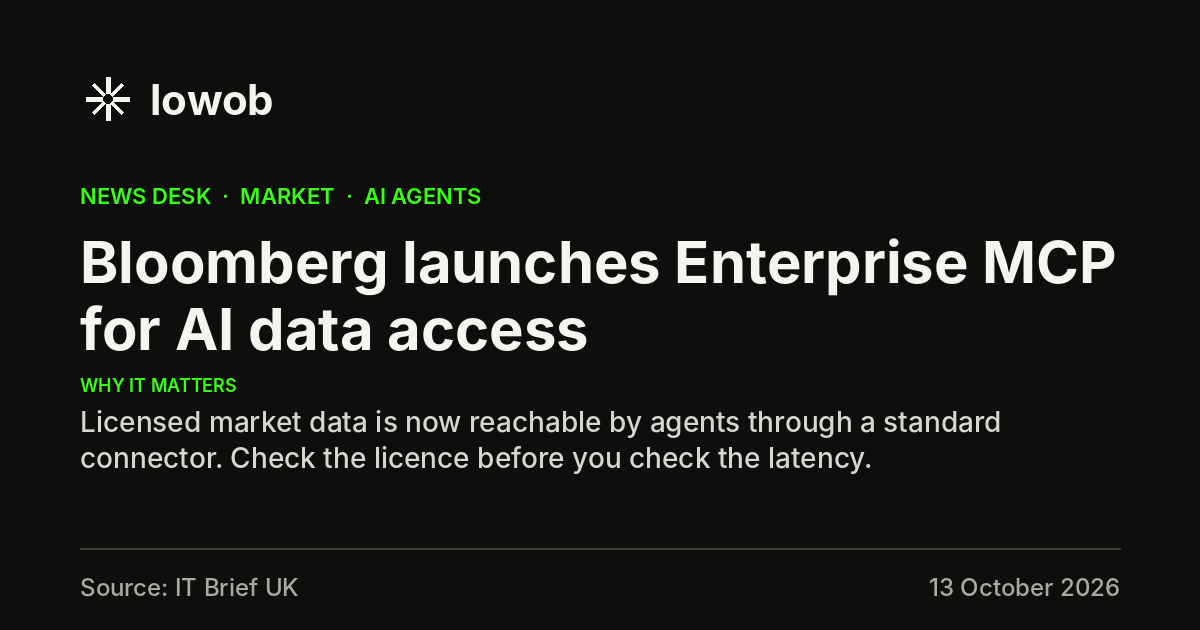 lowob
NEWS DESK · MARKET · AI AGENTS
Bloomberg launches Enterprise MCP
for AI data access
WHY IT MATTERS
Licensed market data is now reachable by agents through a standard
connector. Check the licence before you check the latency.
Source: IT Brief UK
13 October 2026